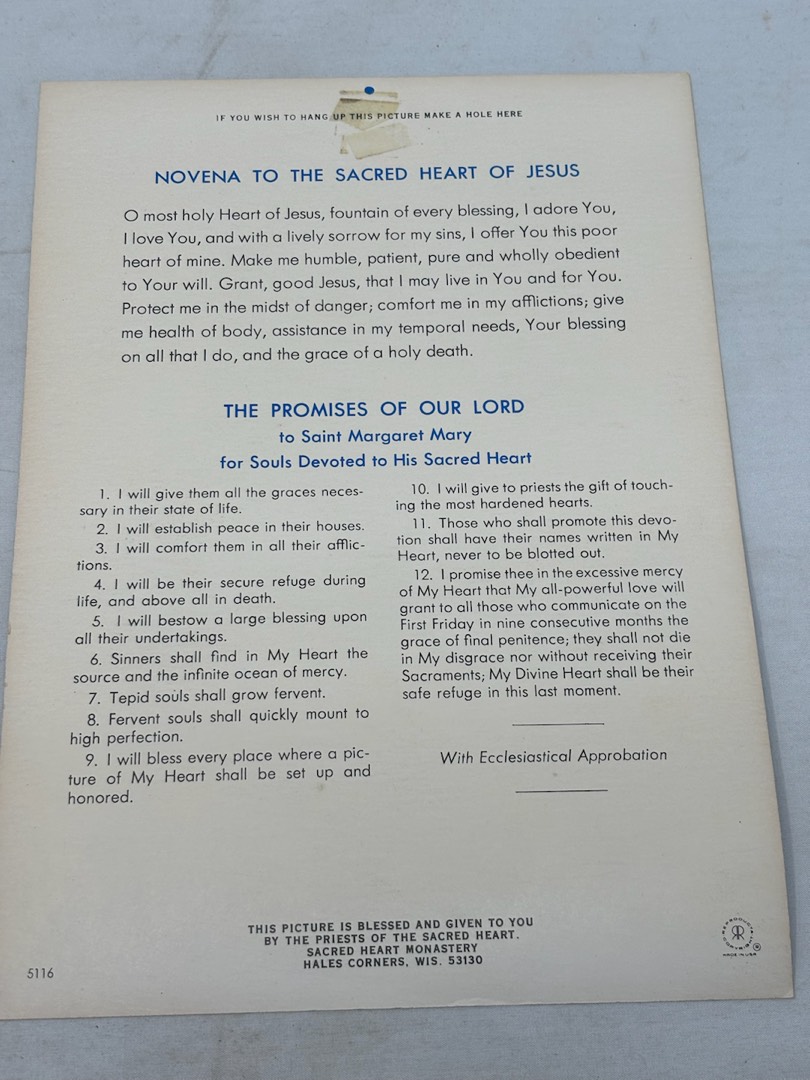 IF YOU WISH TO HANG UP THIS PICTURE MAKE A HOLE HERE
NOVENA TO THE SACRED HEART OF JESUS
O most holy Heart of Jesus, fountain of every blessing, I adore You,
I love You, and with a lively sorrow for my sins, I offer You this poor
heart of mine. Make me humble, patient, pure and wholly obedient
to Your will. Grant, good Jesus, that I may live in You and for You.
Protect me in the midst of danger; comfort me in my afflictions; give
me health of body, assistance in my temporal needs, Your blessing
on all that I do, and the grace of a holy death.
THE PROMISES OF OUR LORD
to Saint Margaret Mary
for Souls Devoted to His Sacred Heart
1. I will give them all the graces neces-
sary in their state of life.
2. I will establish peace in their houses.
3. I will comfort them in all their afflic-
tions.
4. I will be their secure refuge during
life, and above all in death.
5. I will bestow a large blessing upon
all their undertakings.
6. Sinners shall find in My Heart the
source and the infinite ocean of mercy.
7. Tepid souls shall grow fervent.
8. Fervent souls shall quickly mount to
high perfection.
9. I will bless every place where a pic-
ture of My Heart shall be set up and
honored.
10. I will give to priests the gift of touch-
ing the most hardened hearts.
11. Those who shall promote this devo-
tion shall have their names written in My
Heart, never to be blotted out.
12. I promise thee in the excessive mercy
of My Heart that My all-powerful love will
grant to all those who communicate on the
First Friday in nine consecutive months the
grace of final penitence; they shall not die
in My disgrace nor without receiving their
Sacraments; My Divine Heart shall be their
safe refuge in this last moment.
With Ecclesiastical Approbation
THIS PICTURE IS BLESSED AND GIVEN TO YOU
BY THE PRIESTS OF THE SACRED HEART.
SACRED HEART MONASTERY
HALES CORNERS, WIS. 53130
5116
MADE IN USA